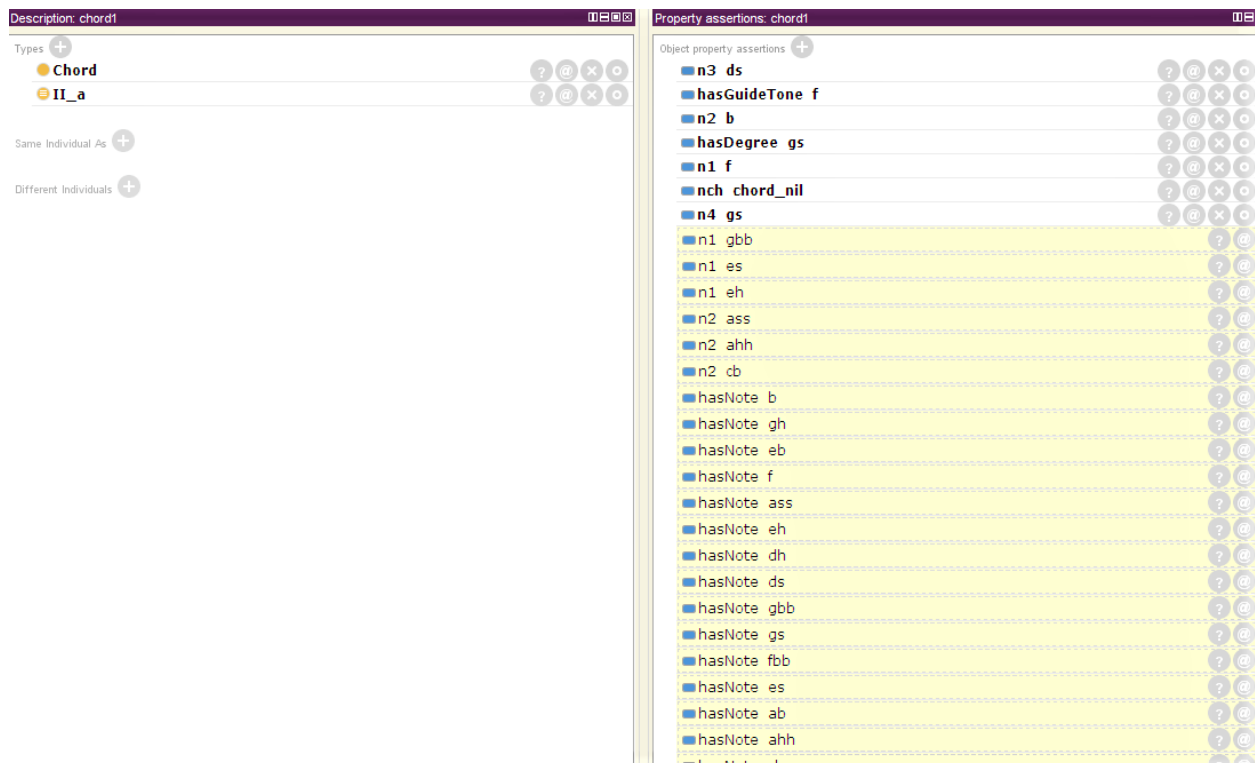 Description: chord1
Types
Chord
II_a
Same Individual As
Different Individuals
Property assertions: chord1
Object property assertions
n3 ds
hasGuideTone f
n2 b
hasDegree gs
n1 f
nch chord_nil
n4 gs
n1 gbb
n1 es
n1 eh
n2 ass
n2 ahh
n2 cb
hasNote b
hasNote gh
hasNote eb
hasNote f
hasNote ass
hasNote eh
hasNote dh
hasNote ds
hasNote gbb
hasNote gs
hasNote fbb
hasNote es
hasNote ab
hasNote ahh